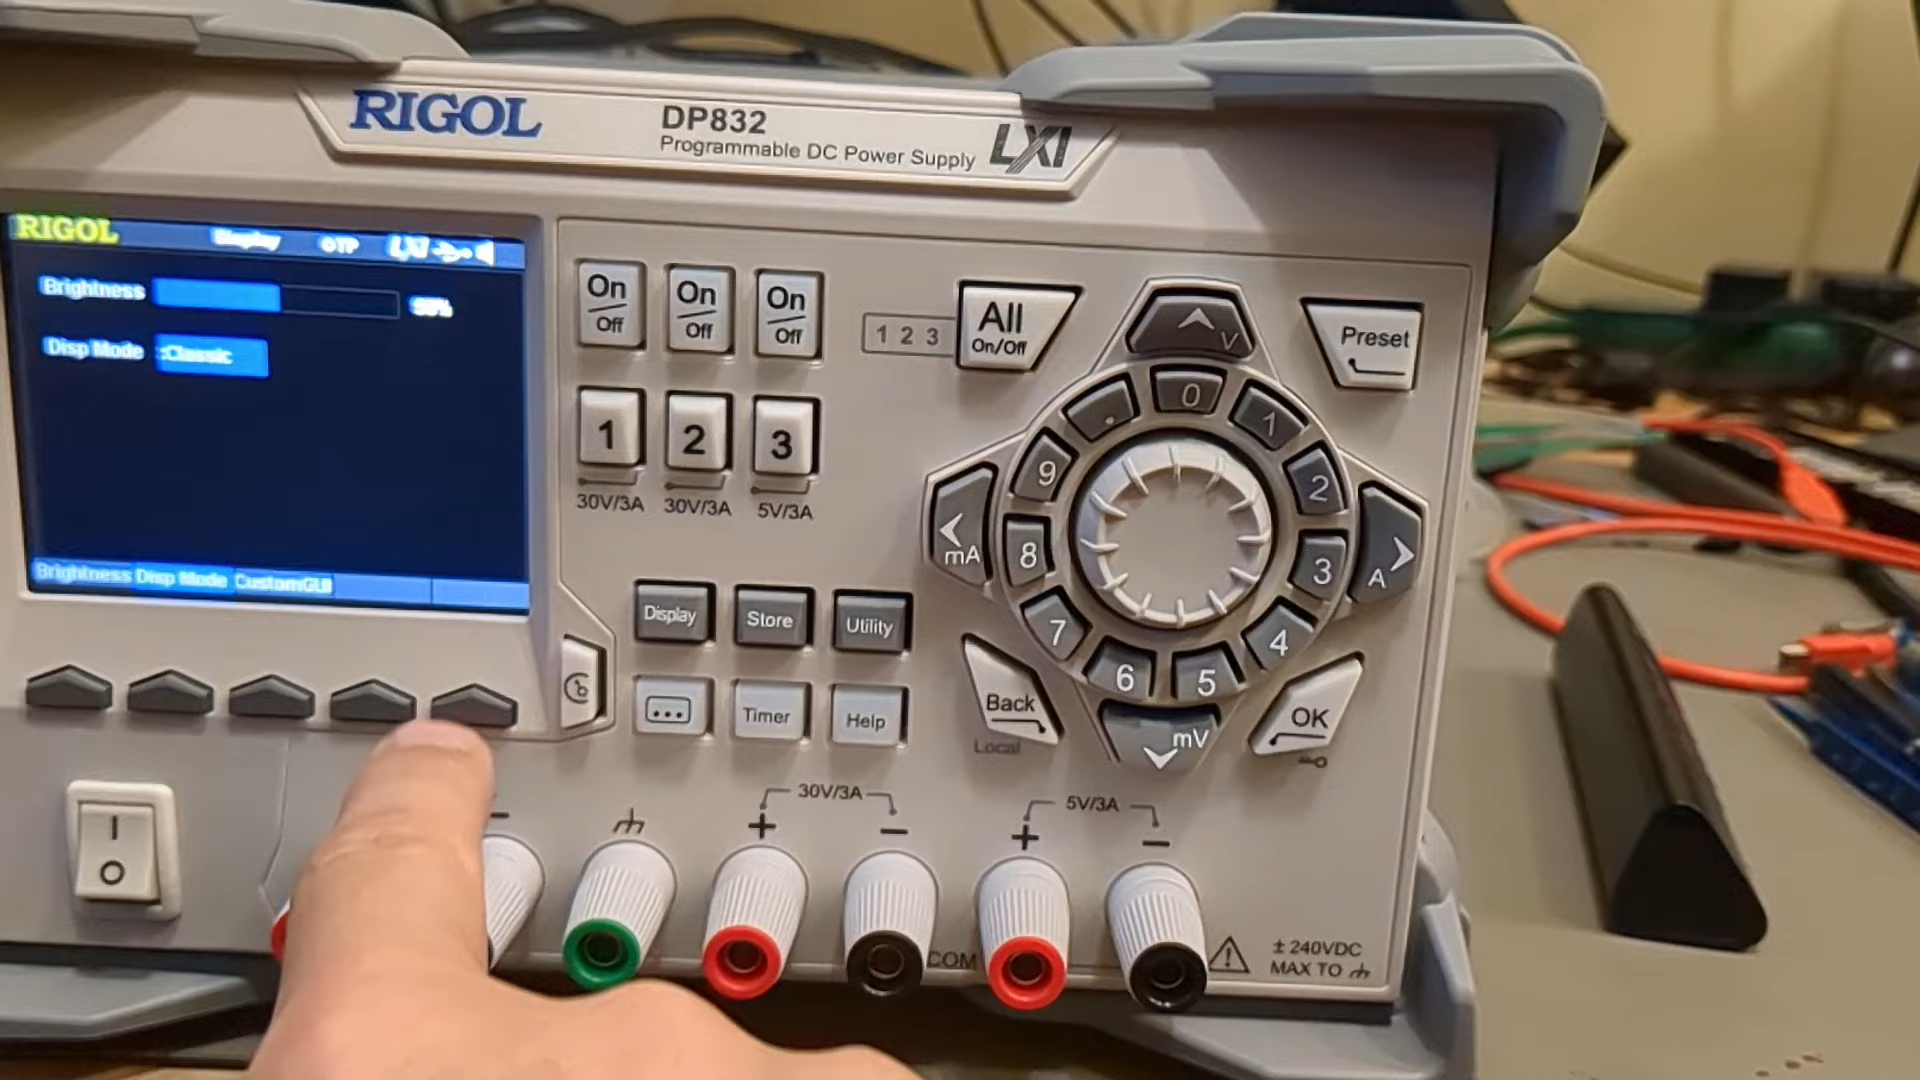 RIGOL
DP832
Programmable DC Power Supply
LXI
RIGOL
Display OTP LXI
Brightness
Disp Mode :Classic
Brightness Disp Mode CustomGUI
On
Off
On
Off
On
Off
1 2 3
All
On/Off
Preset
1
2
3
30V/3A
30V/3A
5V/3A
V
.
0
1
2
3
4
5
6
7
8
9
mA
A
mV
Display
Store
Utility
...
Timer
Help
Back
Local
OK
I
O
30V/3A
+
-
5V/3A
+
-
-
COM
± 240VDC
MAX TO